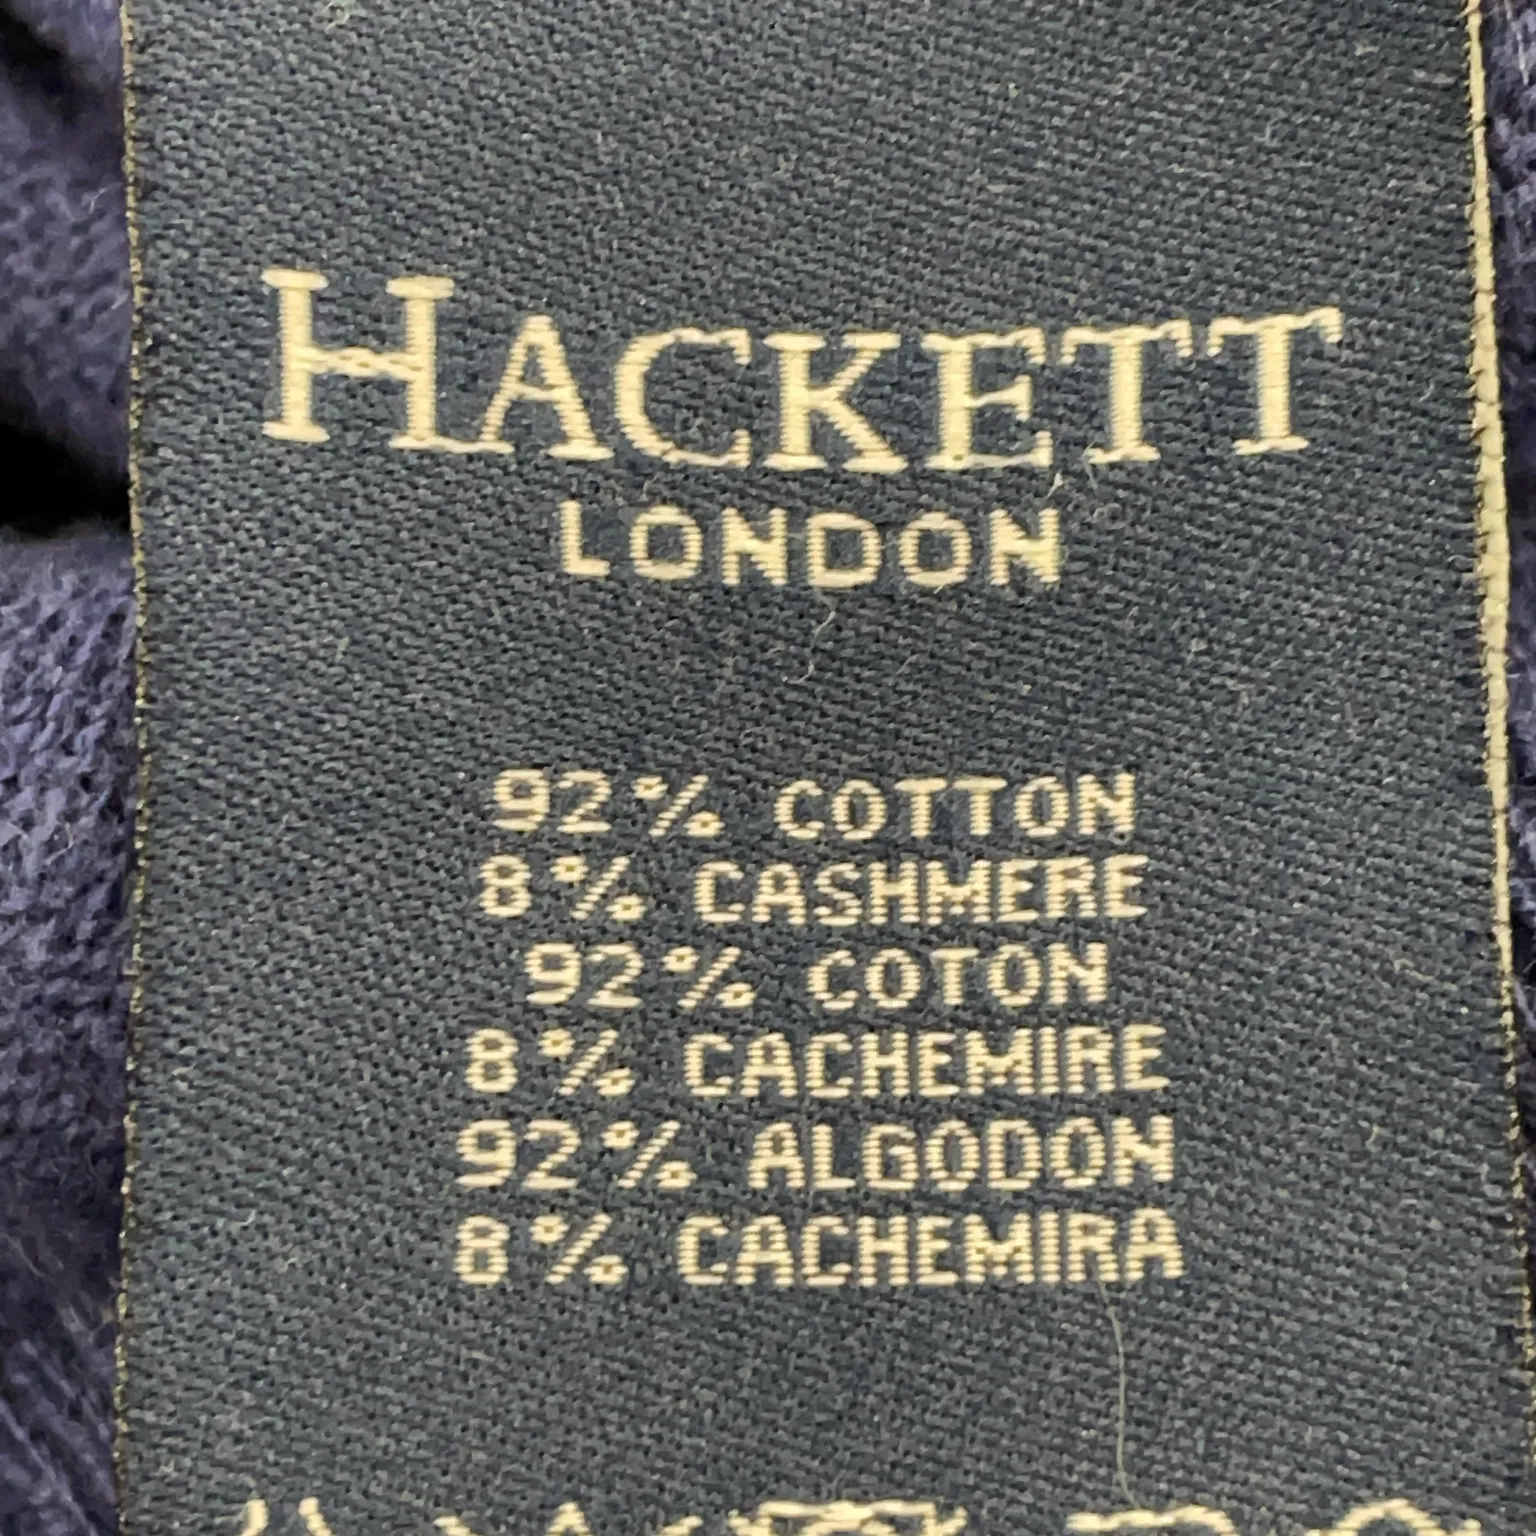 HACKETT
LONDON
92% COTTON
8% CASHMERE
92% COTON
8% CACHEMIRE
92% ALGODON
8% CACHEMIRA